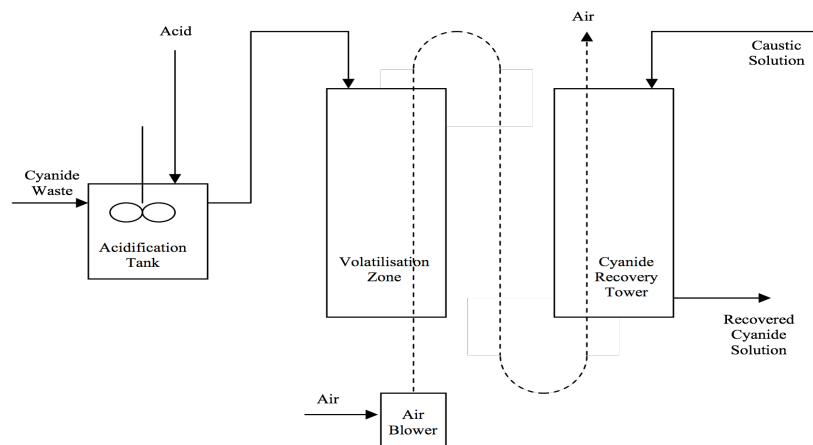 Acid
Air
Caustic
Solution
Cyanide
Waste
Acidification
Tank
Volatilisation
Zone
Cyanide
Recovery
Tower
Recovered
Cyanide
Solution
Air
Air
Blower